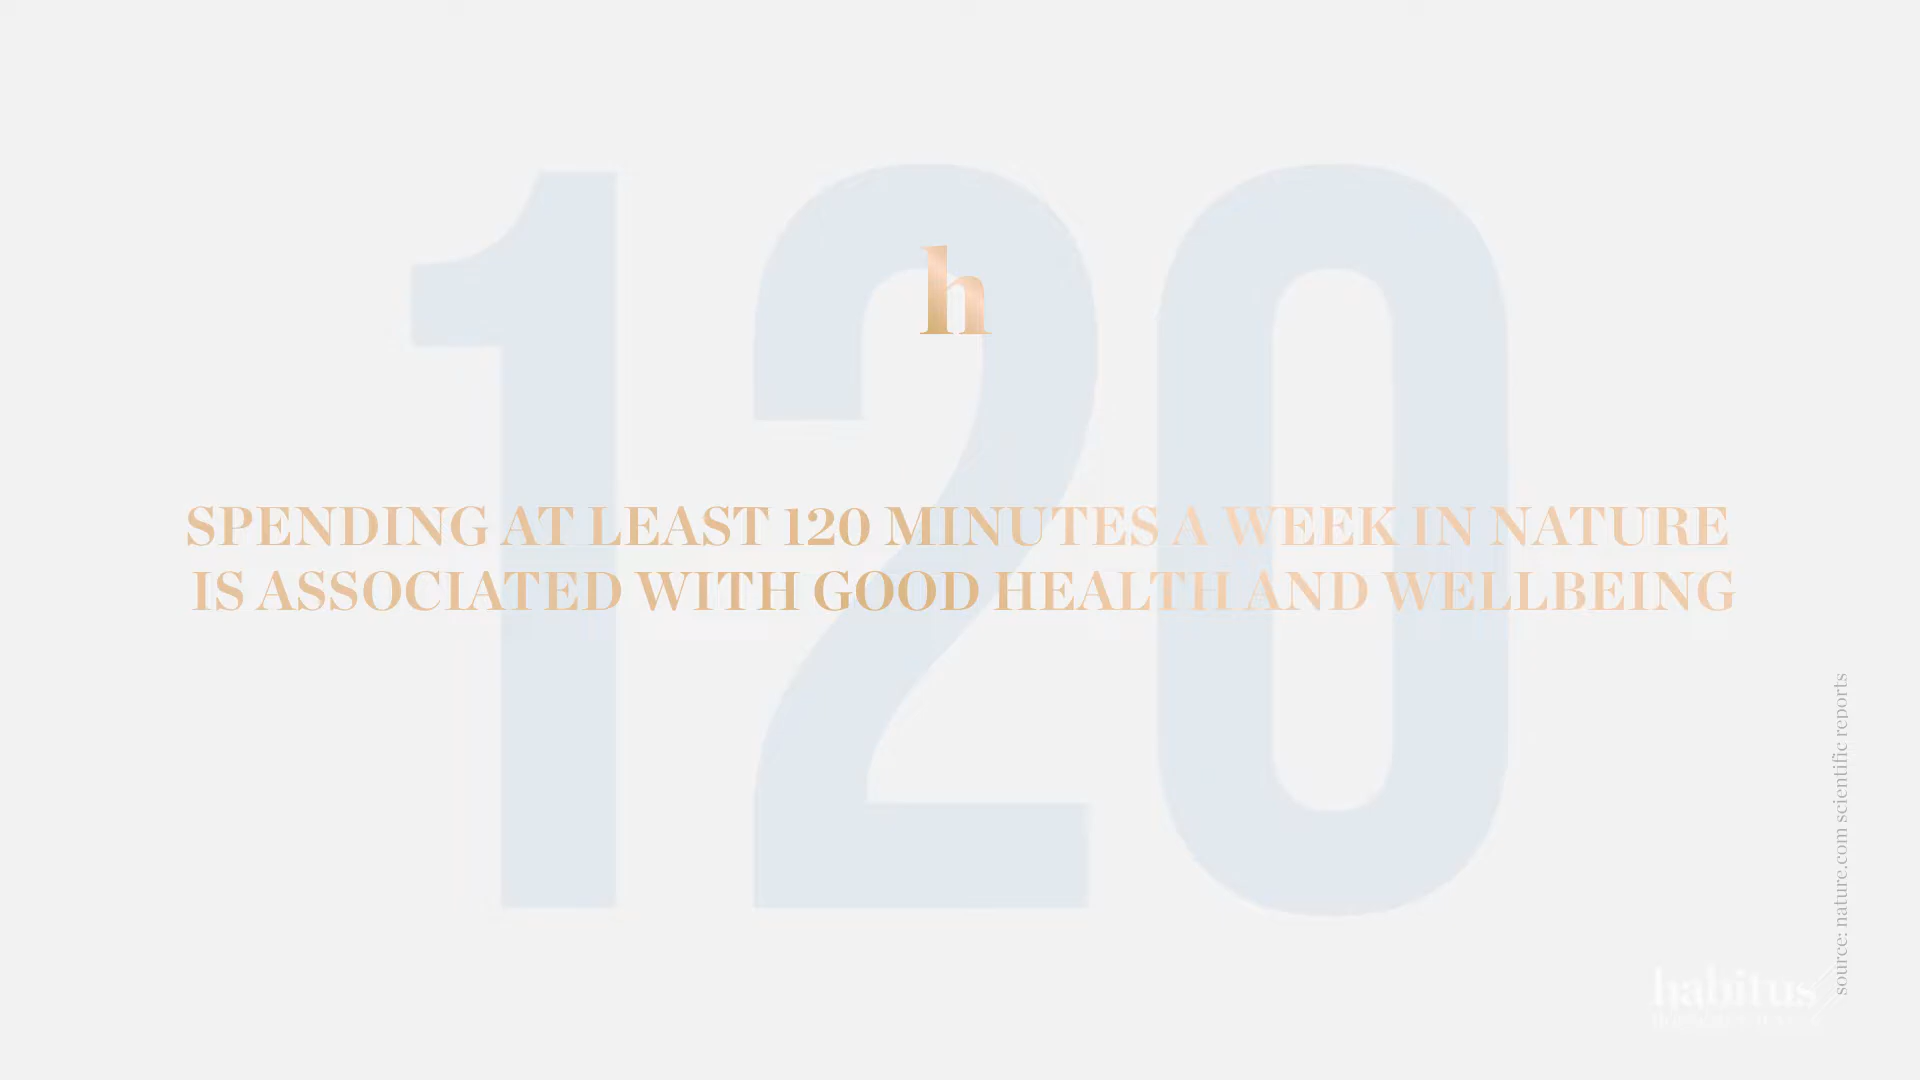 120
h
SPENDING AT LEAST 120 MINUTES A WEEK IN NATURE
IS ASSOCIATED WITH GOOD HEALTH AND WELLBEING
source: nature.com scientific reports
habitus